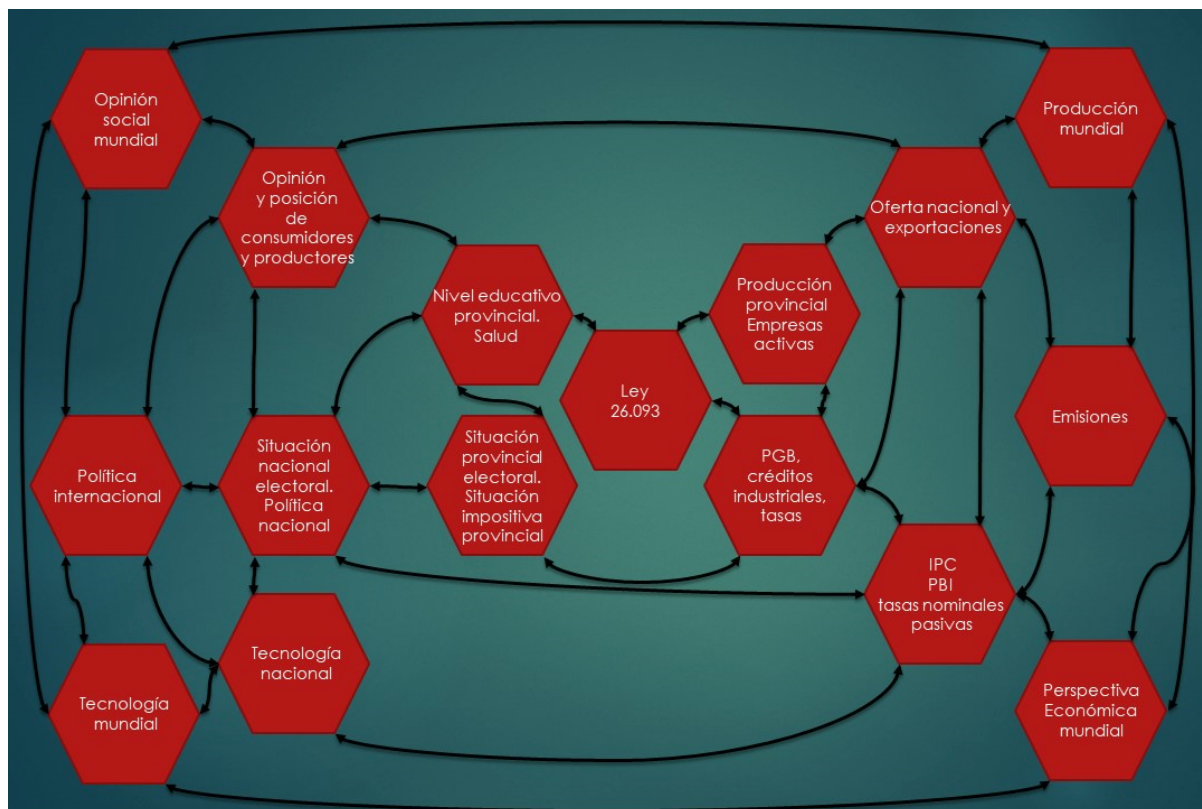 Opinión
social
mundial
Producción
mundial
Opinión
y posición
de
consumidores
y productores
Oferta nacional y
exportaciones
Nivel educativo
provincial.
Salud
Producción
provincial
Empresas
activas
Ley
26.093
Emisiones
Política
internacional
Situación
nacional
electoral.
Política
nacional
Situación
provincial
electoral.
Situación
impositiva
provincial
PGB,
créditos
industriales,
tasas
IPC
PBI
tasas nominales
pasivas
Tecnología
nacional
Tecnología
mundial
Perspectiva
Económica
mundial